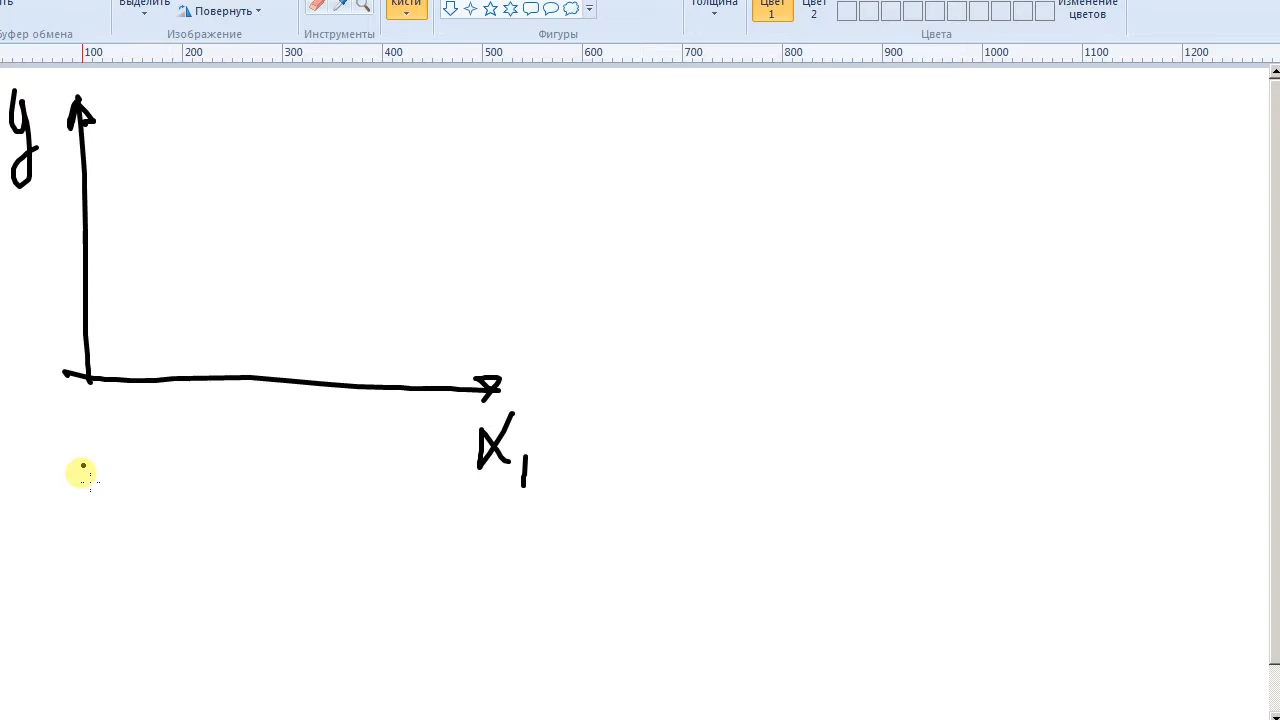 Выделить
Кисти
Толщина
Цвет
Цвет
Изменение
Повернуть
1
2
цветов
Изображение
Инструменты
Фигуры
Цвета
обмена
100 200 300 400 500 600 700 800 900 1000 1100 1200
y
x1